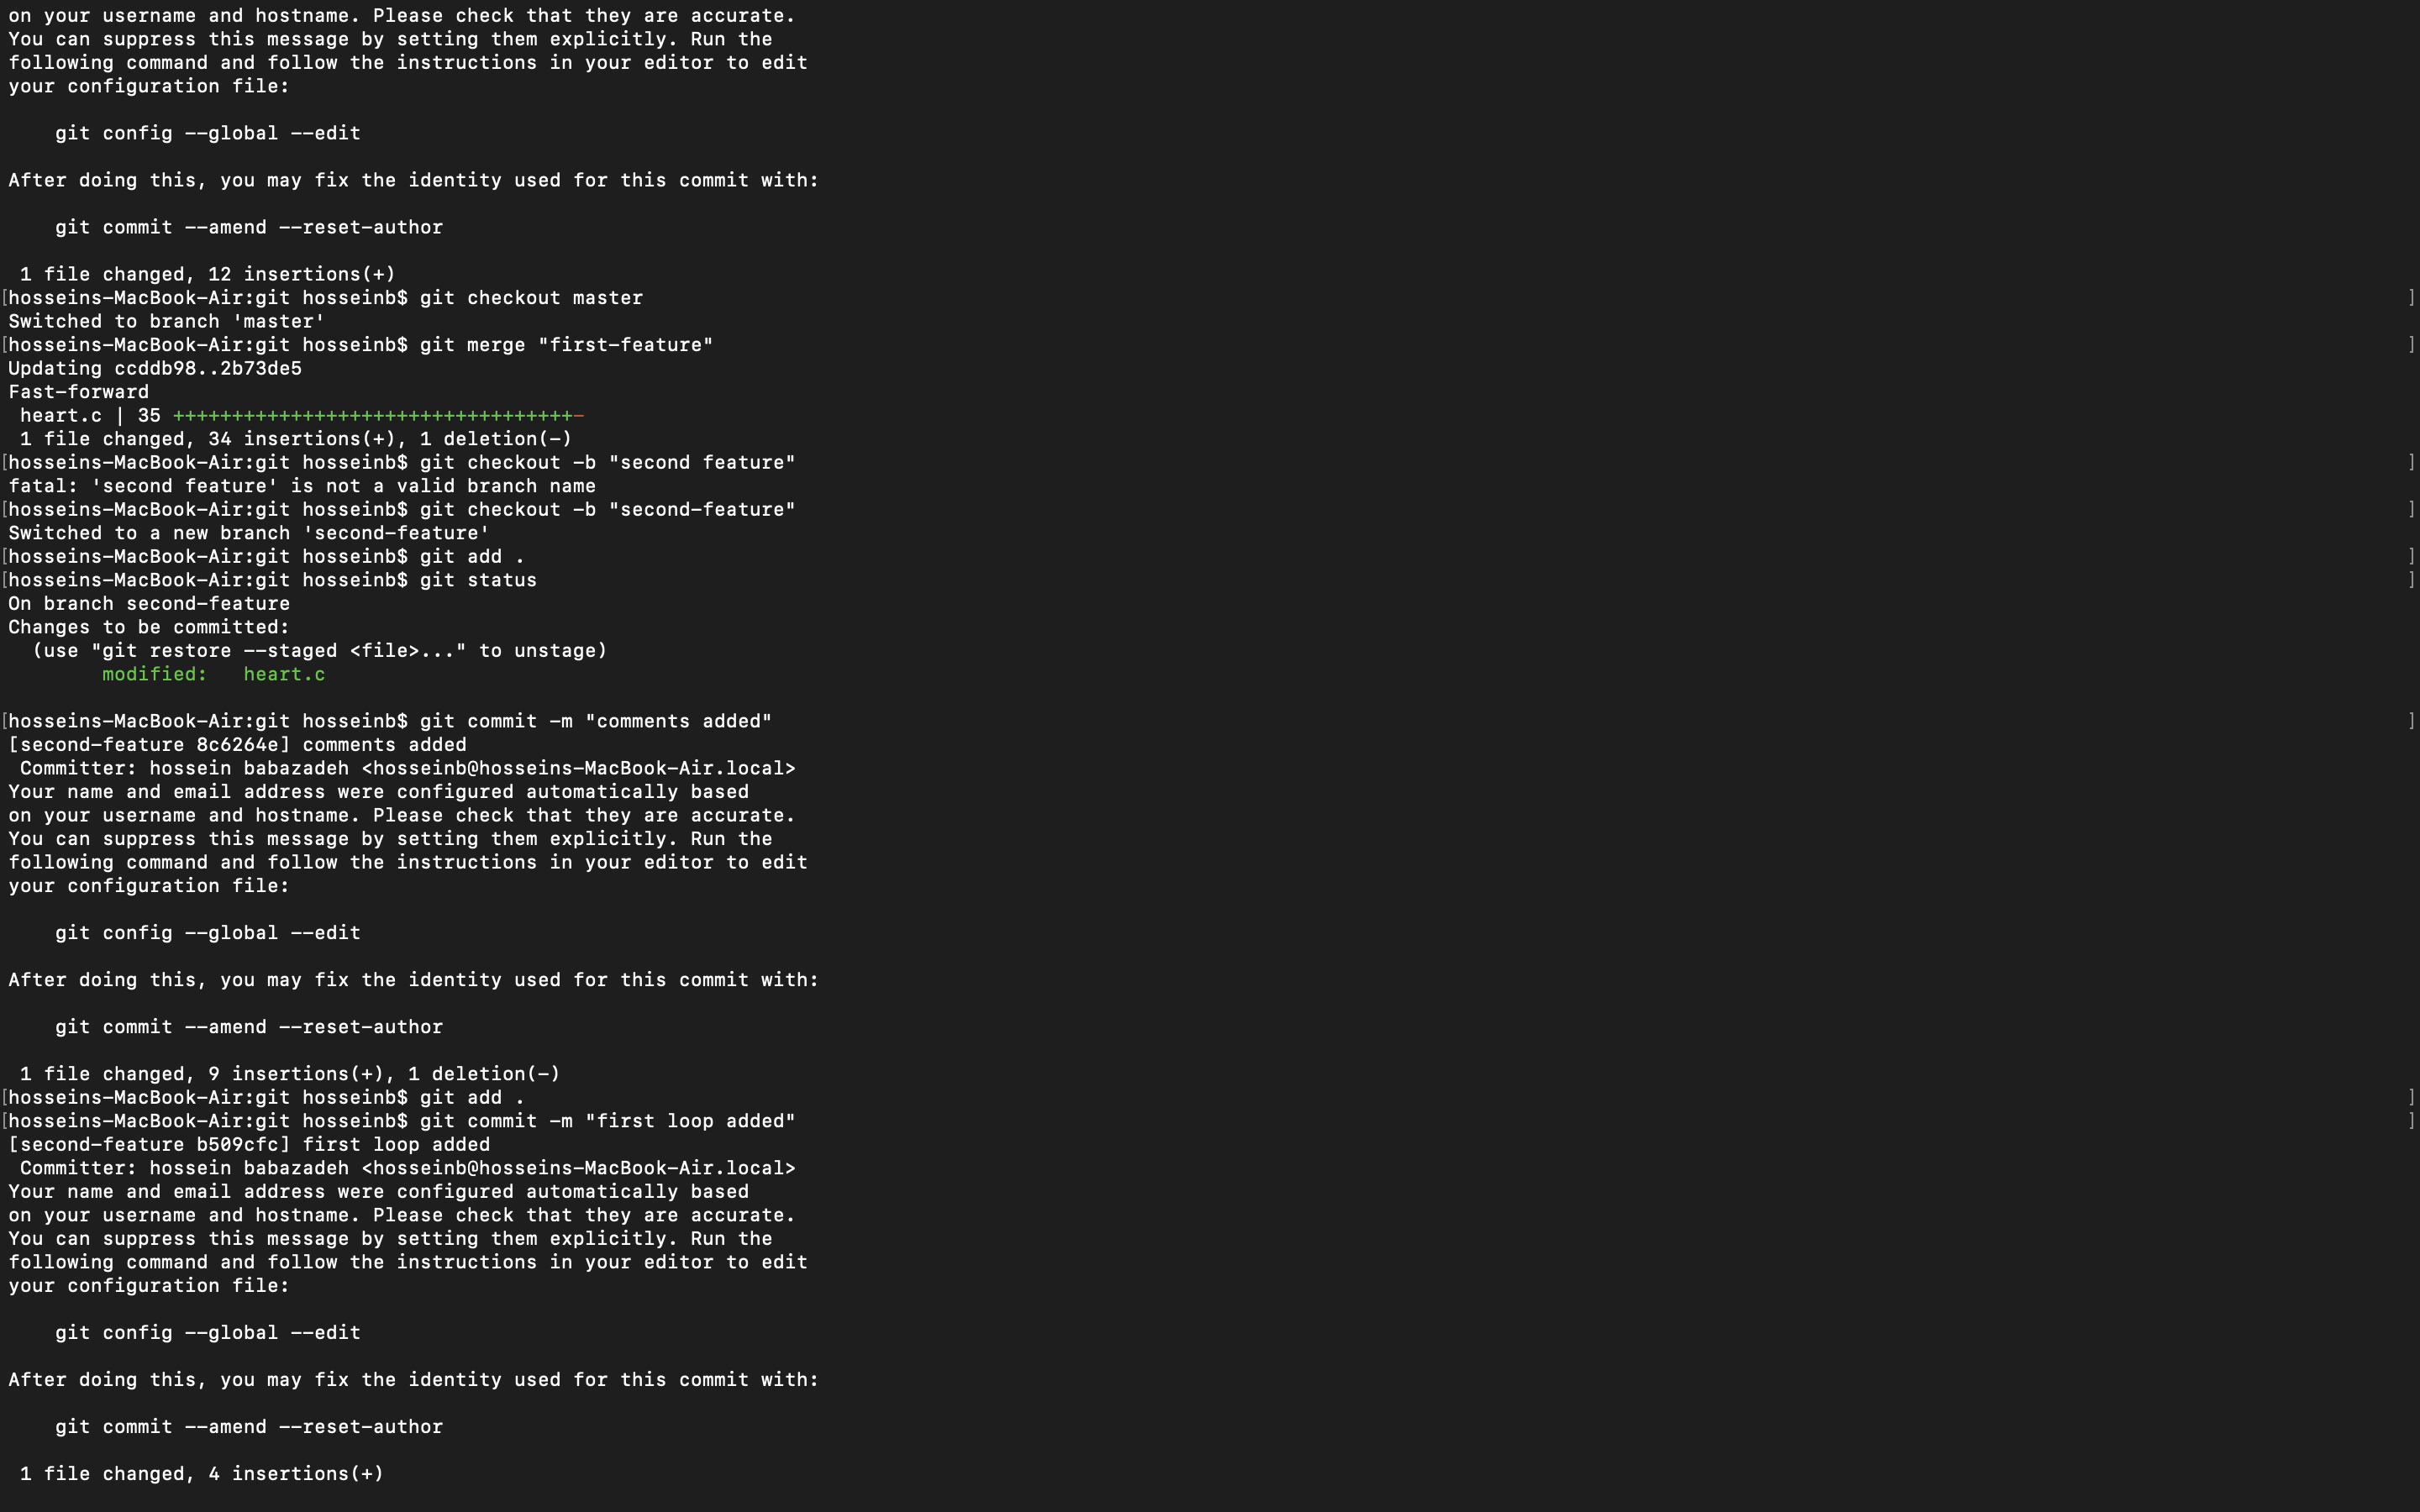 on your username and hostname. Please check that they are accurate.
You can suppress this message by setting them explicitly. Run the
following command and follow the instructions in your editor to edit
your configuration file:
    git config --global --edit
After doing this, you may fix the identity used for this commit with:
    git commit --amend --reset-author
 1 file changed, 12 insertions(+)
[hosseins-MacBook-Air:git hosseinb$ git checkout master ]
Switched to branch 'master'
[hosseins-MacBook-Air:git hosseinb$ git merge "first-feature" ]
Updating ccddb98..2b73de5
Fast-forward
 heart.c | 35 ++++++++++++++++++++++++++++++++++-
 1 file changed, 34 insertions(+), 1 deletion(-)
[hosseins-MacBook-Air:git hosseinb$ git checkout -b "second feature" ]
fatal: 'second feature' is not a valid branch name
[hosseins-MacBook-Air:git hosseinb$ git checkout -b "second-feature" ]
Switched to a new branch 'second-feature'
[hosseins-MacBook-Air:git hosseinb$ git add . ]
[hosseins-MacBook-Air:git hosseinb$ git status ]
On branch second-feature
Changes to be committed:
  (use "git restore --staged <file>..." to unstage)
        modified:   heart.c
[hosseins-MacBook-Air:git hosseinb$ git commit -m "comments added" ]
[second-feature 8c6264e] comments added
 Committer: hossein babazadeh <hosseinb@hosseins-MacBook-Air.local>
Your name and email address were configured automatically based
on your username and hostname. Please check that they are accurate.
You can suppress this message by setting them explicitly. Run the
following command and follow the instructions in your editor to edit
your configuration file:
    git config --global --edit
After doing this, you may fix the identity used for this commit with:
    git commit --amend --reset-author
 1 file changed, 9 insertions(+), 1 deletion(-)
[hosseins-MacBook-Air:git hosseinb$ git add . ]
[hosseins-MacBook-Air:git hosseinb$ git commit -m "first loop added" ]
[second-feature b509cfc] first loop added
 Committer: hossein babazadeh <hosseinb@hosseins-MacBook-Air.local>
Your name and email address were configured automatically based
on your username and hostname. Please check that they are accurate.
You can suppress this message by setting them explicitly. Run the
following command and follow the instructions in your editor to edit
your configuration file:
    git config --global --edit
After doing this, you may fix the identity used for this commit with:
    git commit --amend --reset-author
 1 file changed, 4 insertions(+)